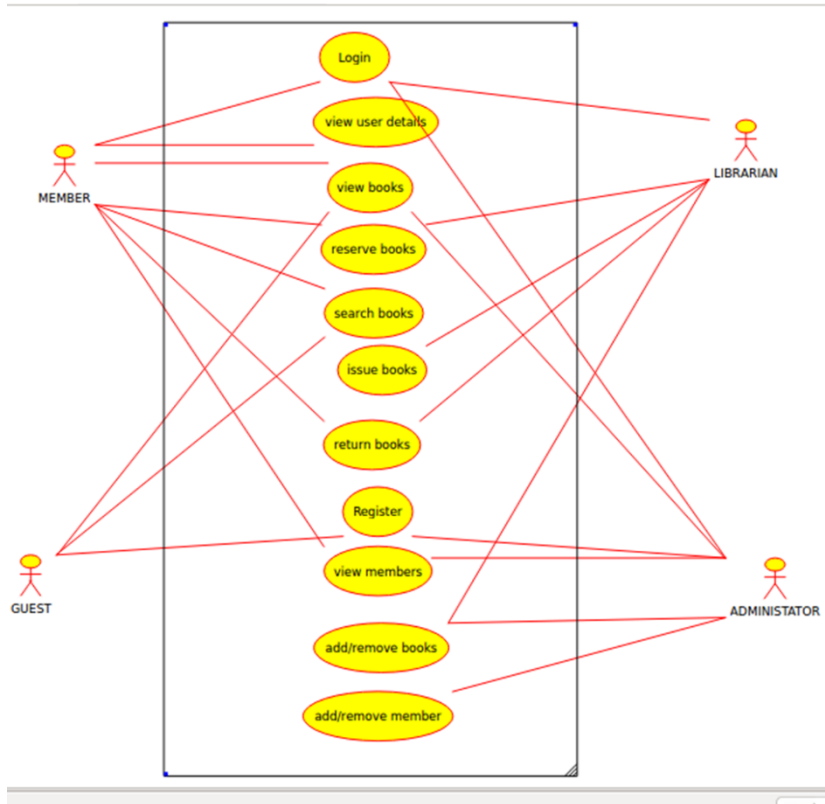 Login
view user details
MEMBER
LIBRARIAN
view books
reserve books
search books
issue books
return books
Register
view members
GUEST
ADMINISTATOR
add/remove books
add/remove member